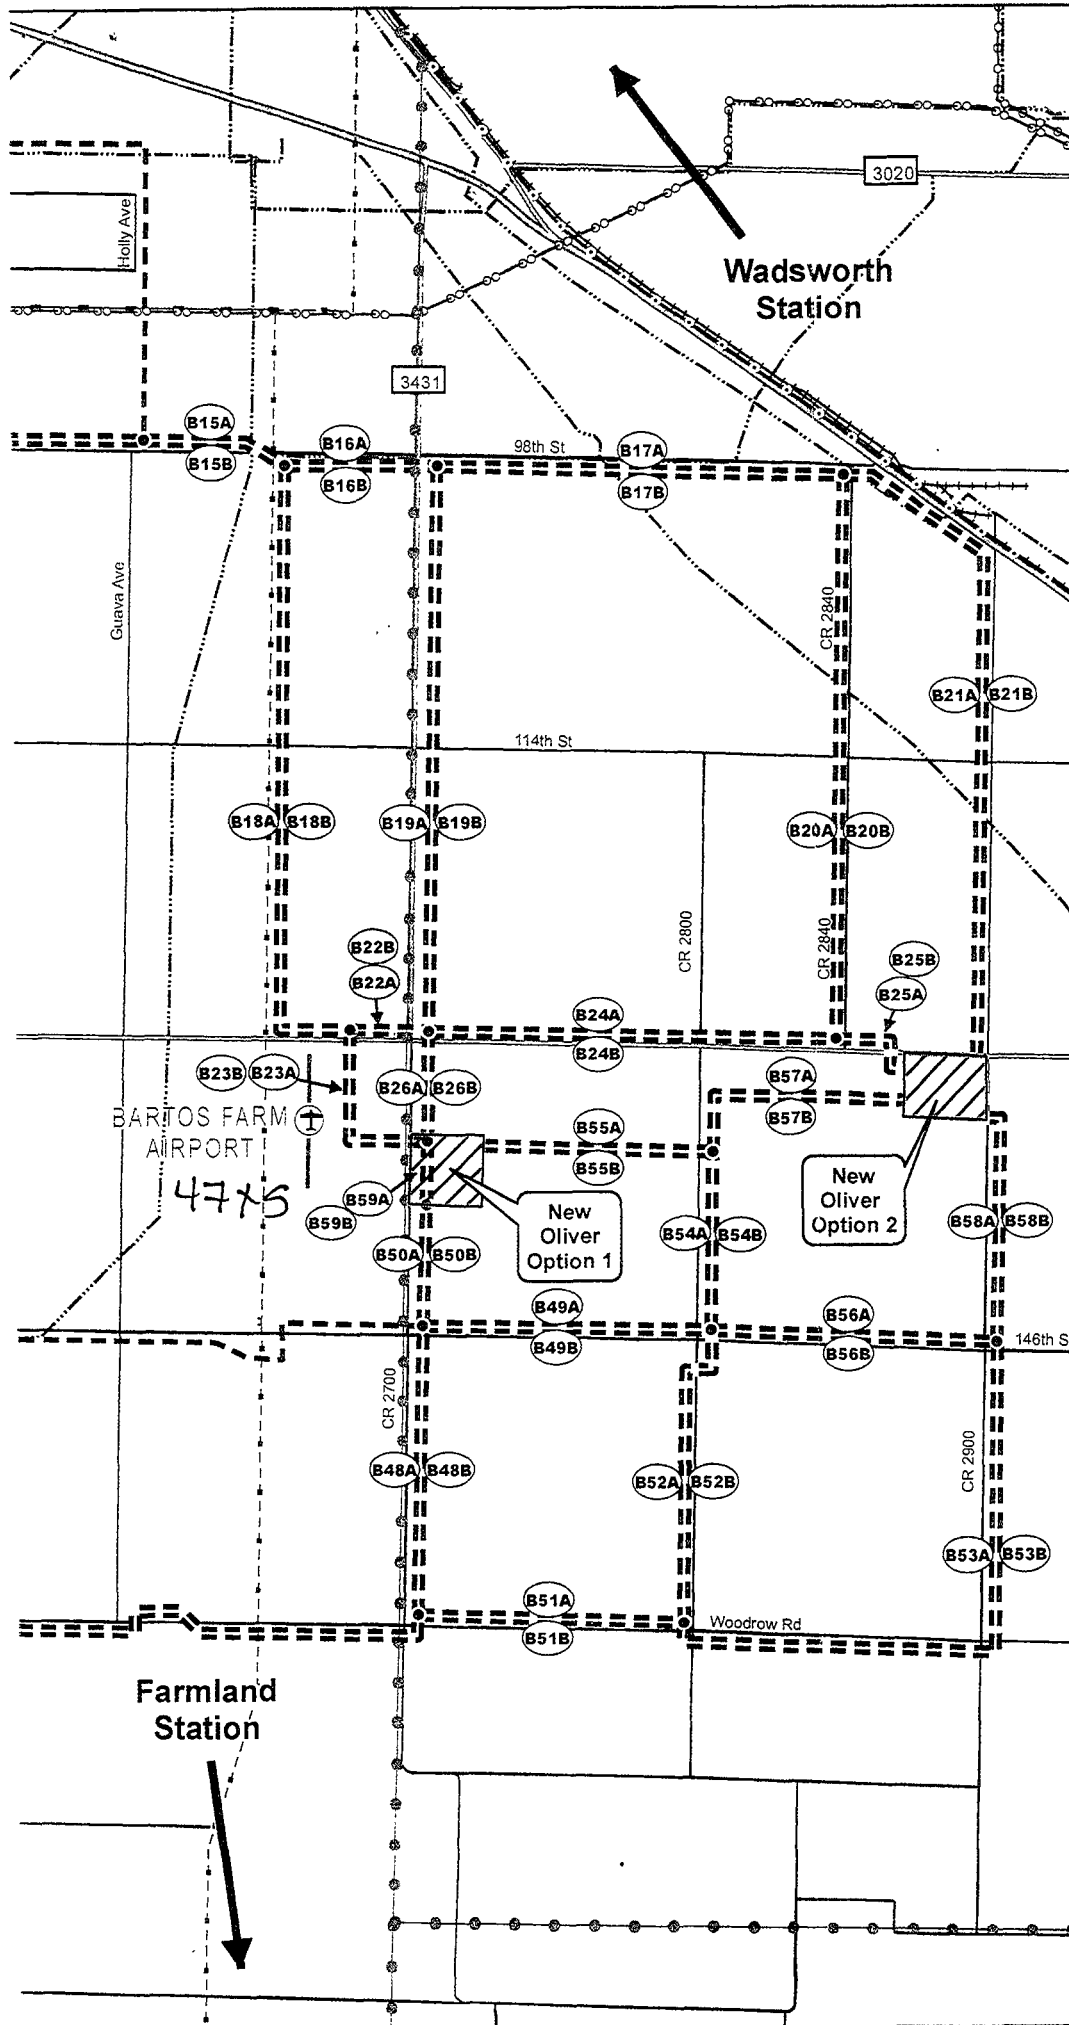 3020
Holly Ave
Wadsworth
Station
3431
B15A
B15B
B16A
B16B
98th St
B17A
B17B
Guava Ave
CR 2840
B21A
B21B
114th St
B18A
B18B
B19A
B19B
B20A
B20B
CR 2800
CR 2840
B22B
B22A
B25B
B25A
B24A
B24B
B23B
B23A
B26A
B26B
B57A
B57B
BARTOS FARM
AIRPORT
47XS
B55A
B55B
B59A
B59B
New
Oliver
Option 1
New
Oliver
Option 2
B54A
B54B
B58A
B58B
B50A
B50B
B49A
B49B
B56A
B56B
146th S
CR 2700
CR 2900
B48A
B48B
B52A
B52B
B53A
B53B
B51A
B51B
Woodrow Rd
Farmland
Station